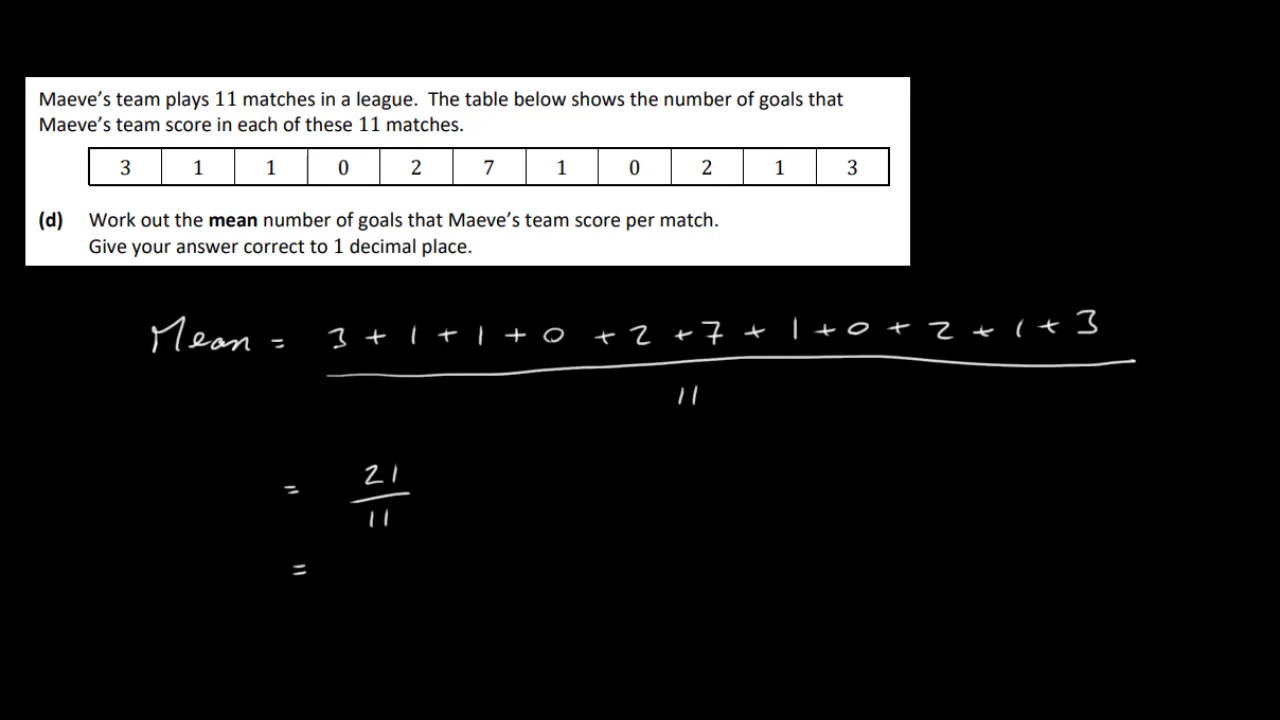 Maeve's team plays 11 matches in a league. The table below shows the number of goals that
Maeve's team score in each of these 11 matches.
3 1 1 0 2 7 1 0 2 1 3
(d) Work out the mean number of goals that Maeve's team score per match.
Give your answer correct to 1 decimal place.
Mean = 3 + 1 + 1 + 0 + 2 + 7 + 1 + 0 + 2 + 1 + 3
11
= 21
11
=